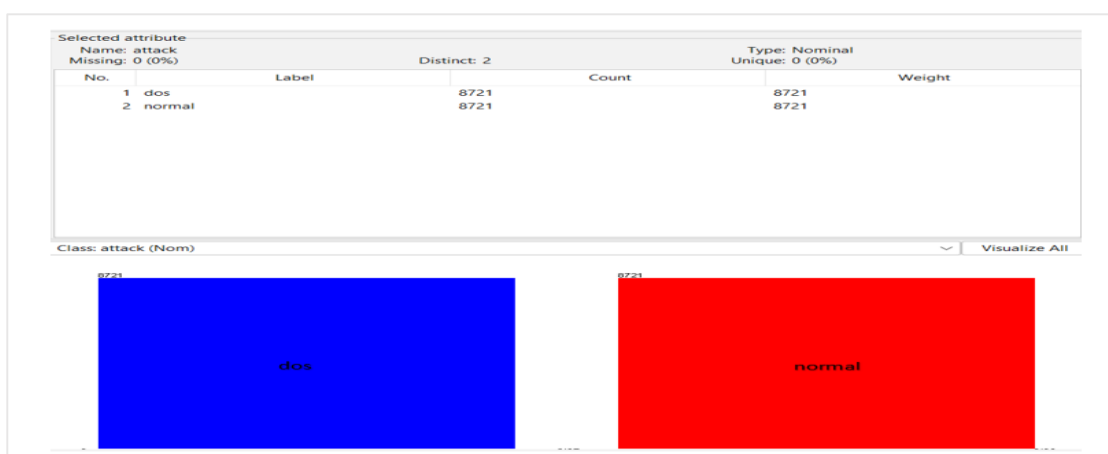 Selected attribute
Name: attack Type: Nominal
Missing: 0 (0%) Distinct: 2 Unique: 0 (0%)
No. Label Count Weight
1 dos 8721 8721
2 normal 8721 8721
Class: attack (Nom) Visualize All
8721 8721
dos normal